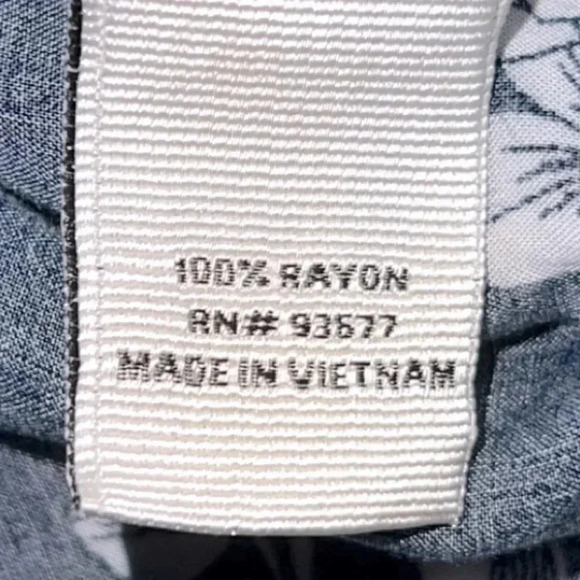 100% RAYON
RN# 93677
MADE IN VIETNAM